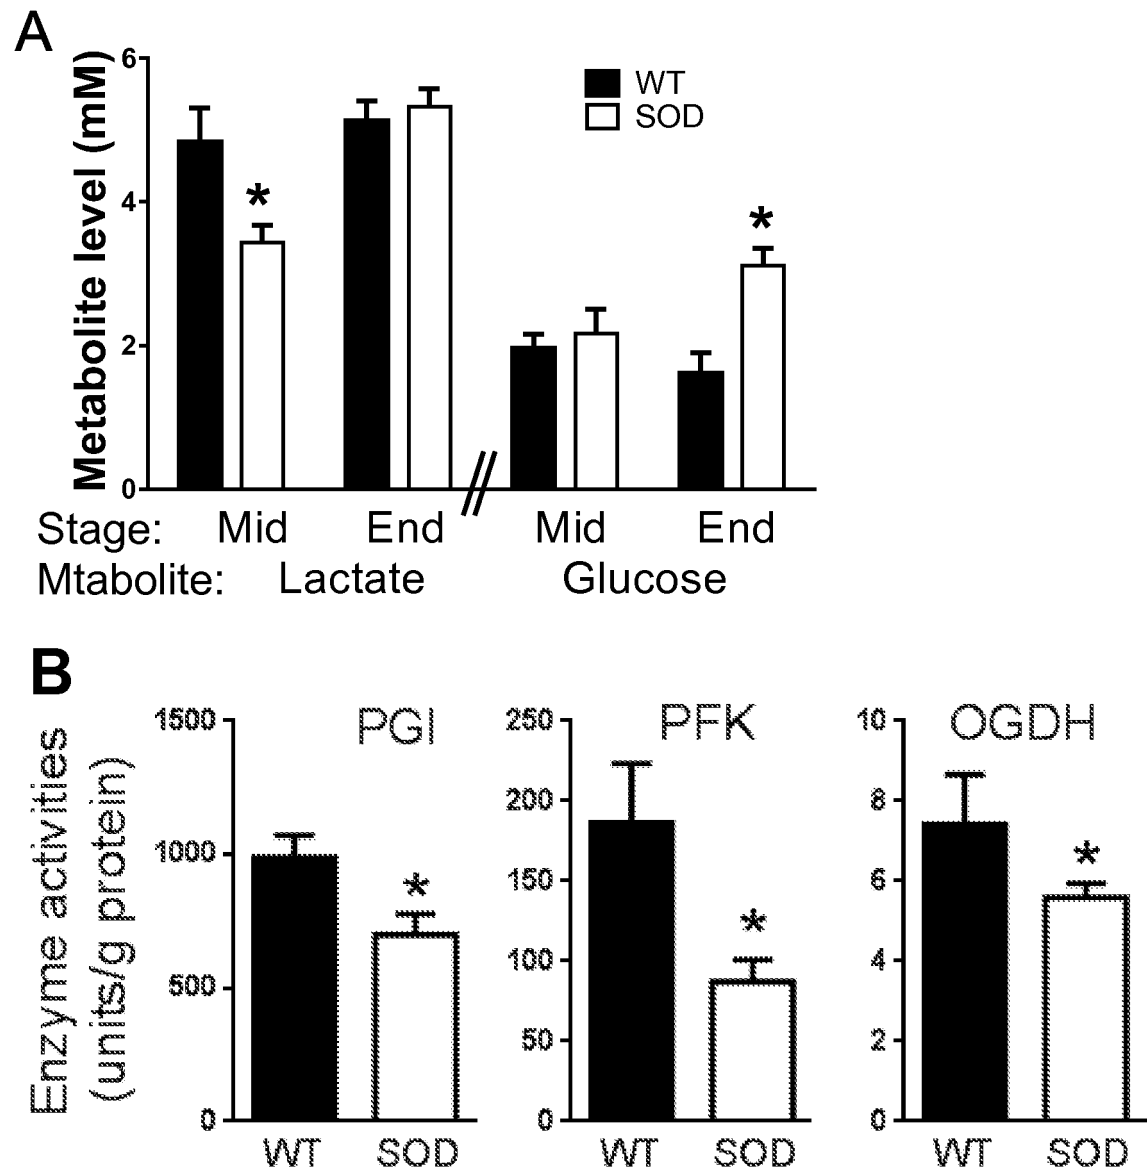 A
Metabolite level (mM)
6
4
2
0
WT
SOD
*
*
Stage: Mid End Mid End
Mtabolite: Lactate Glucose
B
Enzyme activities
(units/g protein)
PGI
1500
1000
500
0
*
WT SOD
PFK
250
200
150
100
50
0
*
WT SOD
OGDH
10
8
6
4
2
0
*
WT SOD